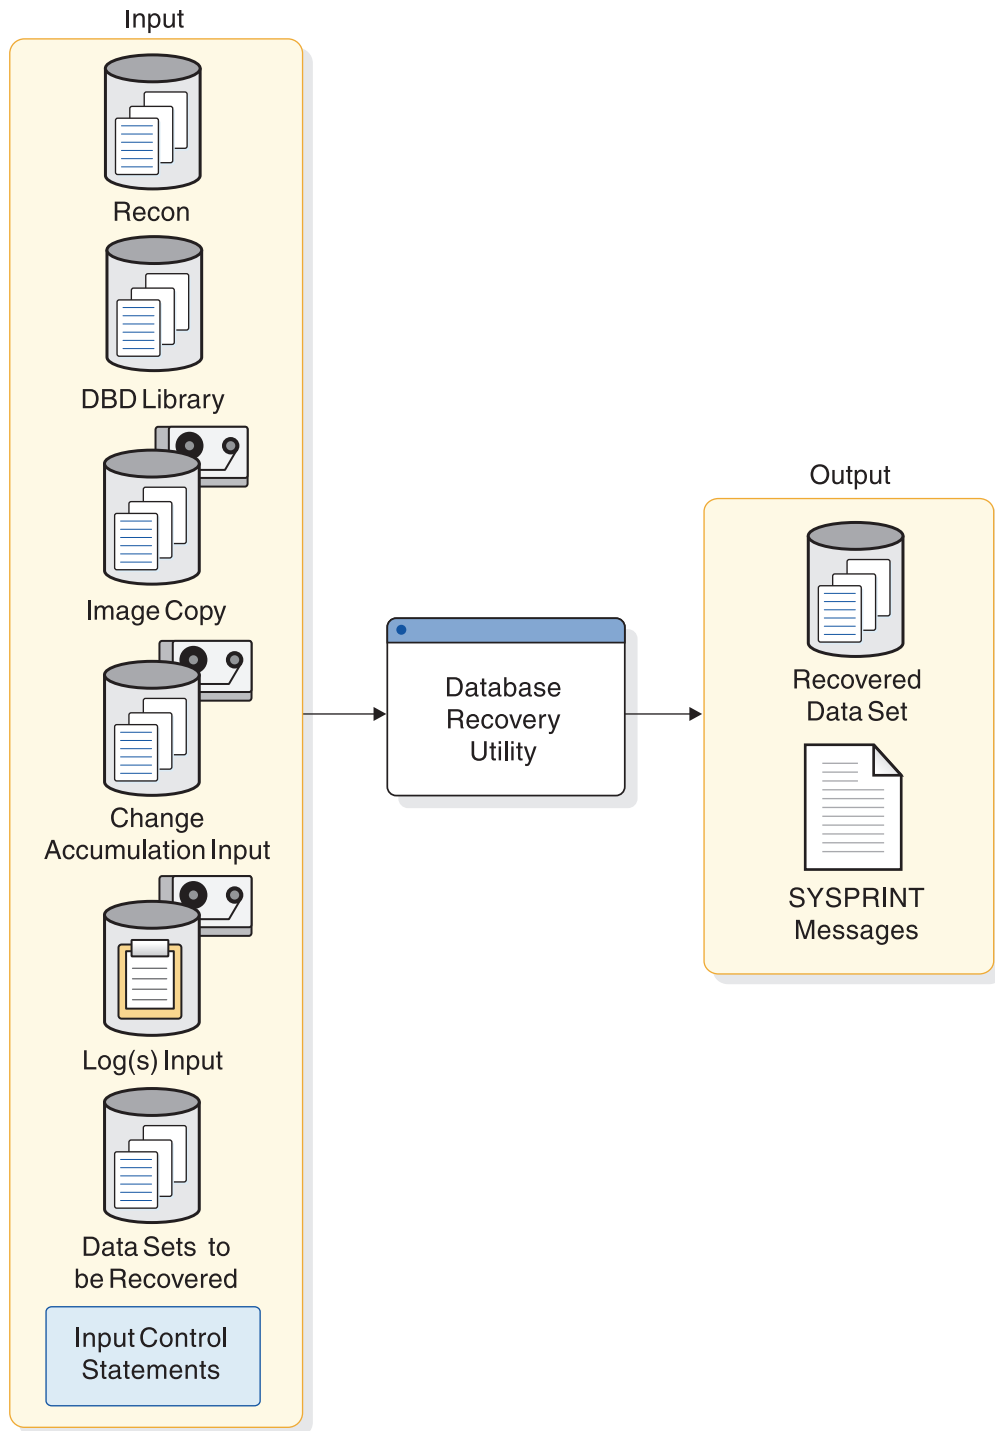 Input
Recon
DBD Library
Image Copy
Change
Accumulation Input
Log(s) Input
Data Sets to
be Recovered
Input Control
Statements
Database
Recovery
Utility
Output
Recovered
Data Set
SYSPRINT
Messages